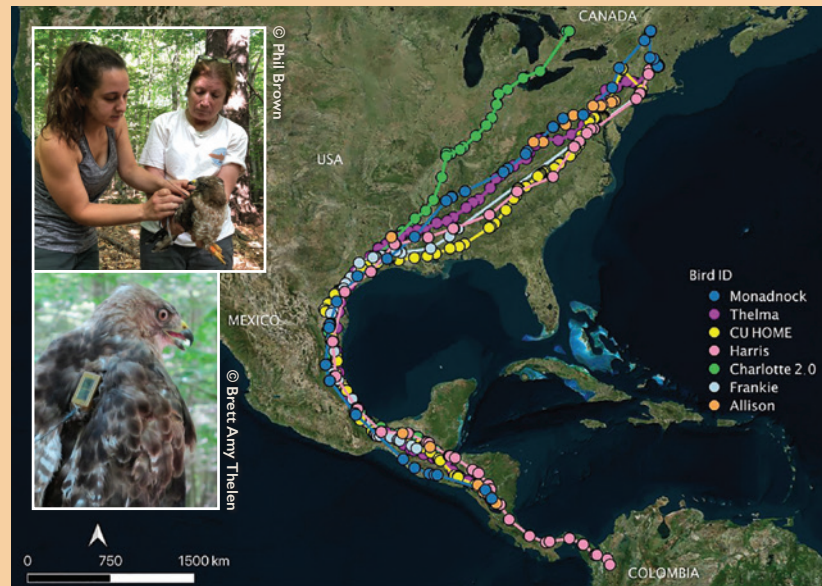 © Phil Brown
© Brett Amy Thelen
CANADA
USA
MEXICO
COLOMBIA
Bird ID
Monadnock
Thelma
CU HOME
Harris
Charlotte 2.0
Frankie
Allison
0 750 1500 km